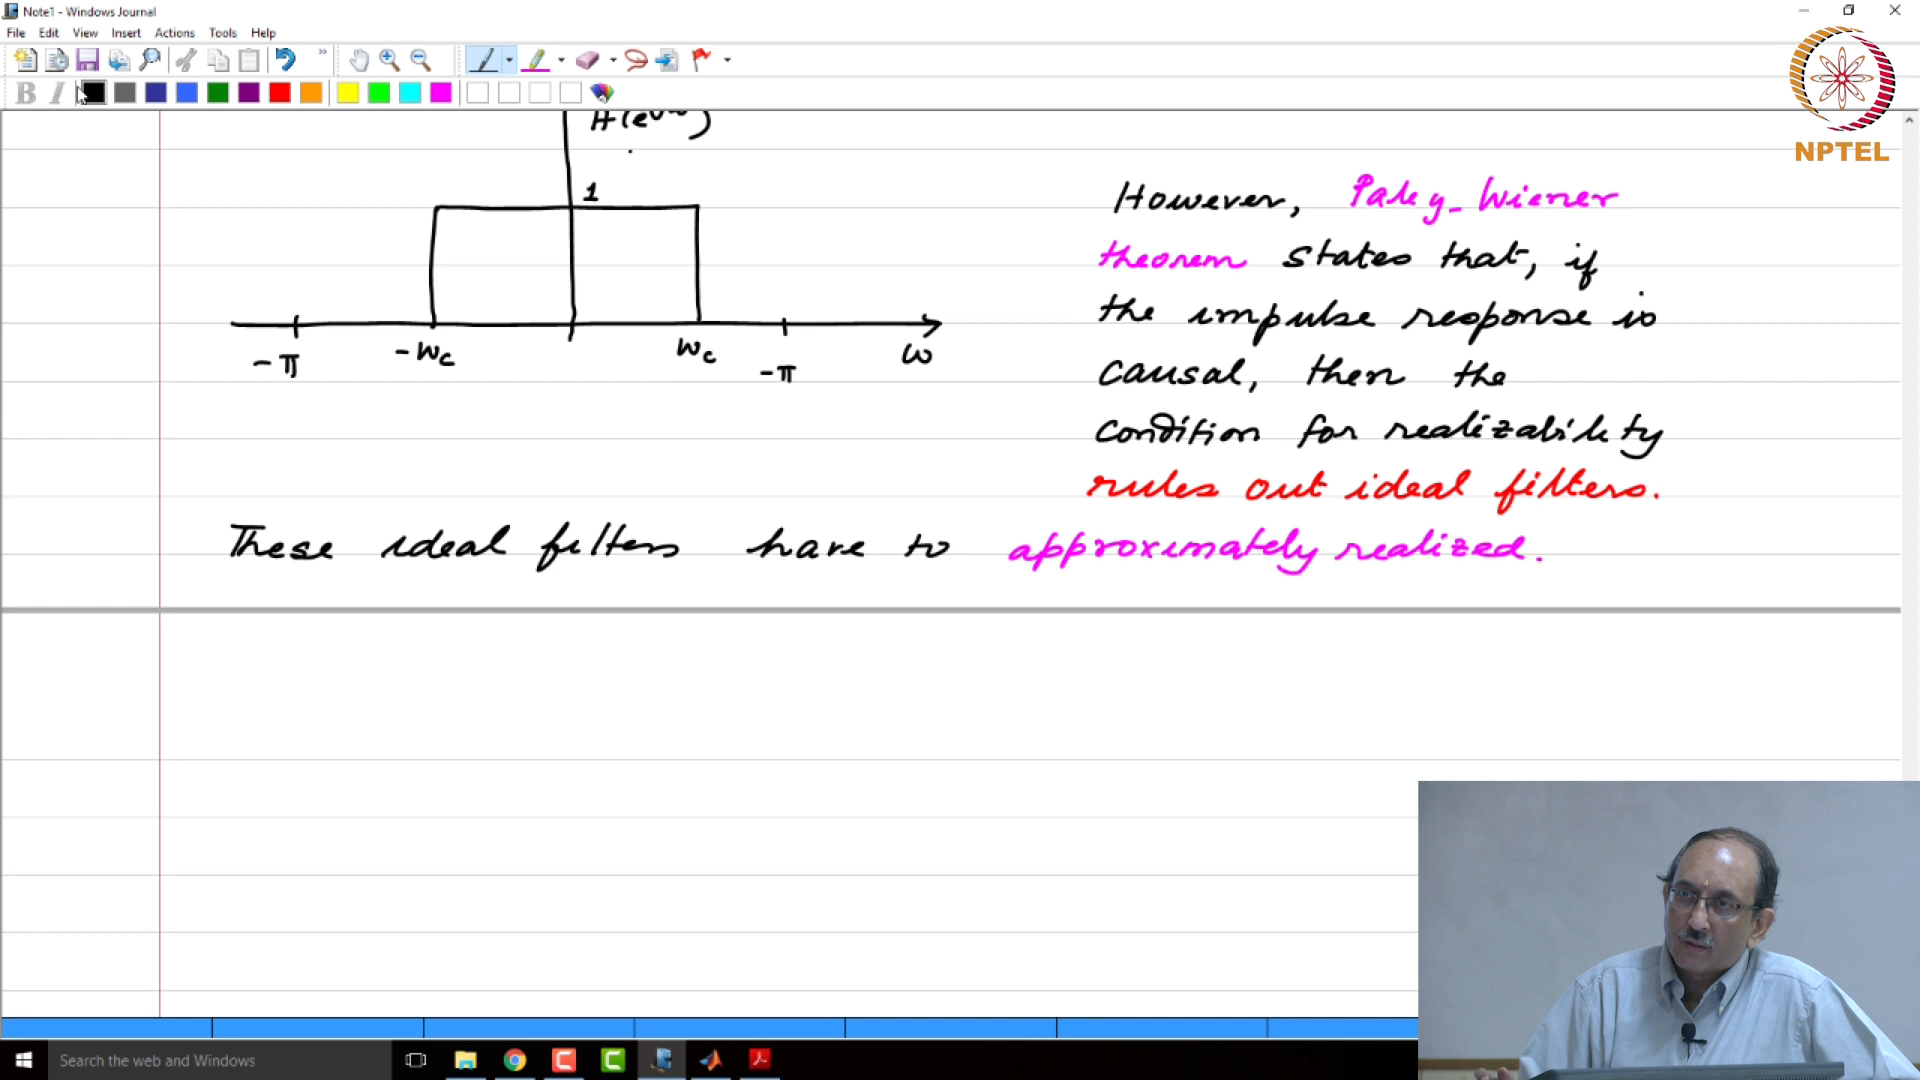 Note1 - Windows Journal
File Edit View Insert Actions Tools Help
B I
NPTEL
1
-π -ωc ωc -π ω
However, Paley-Wiener
theorem states that, if
the impulse response is
causal, then the
condition for realizability
rules out ideal filters.
These ideal filters have to approximately realized.
Search the web and Windows